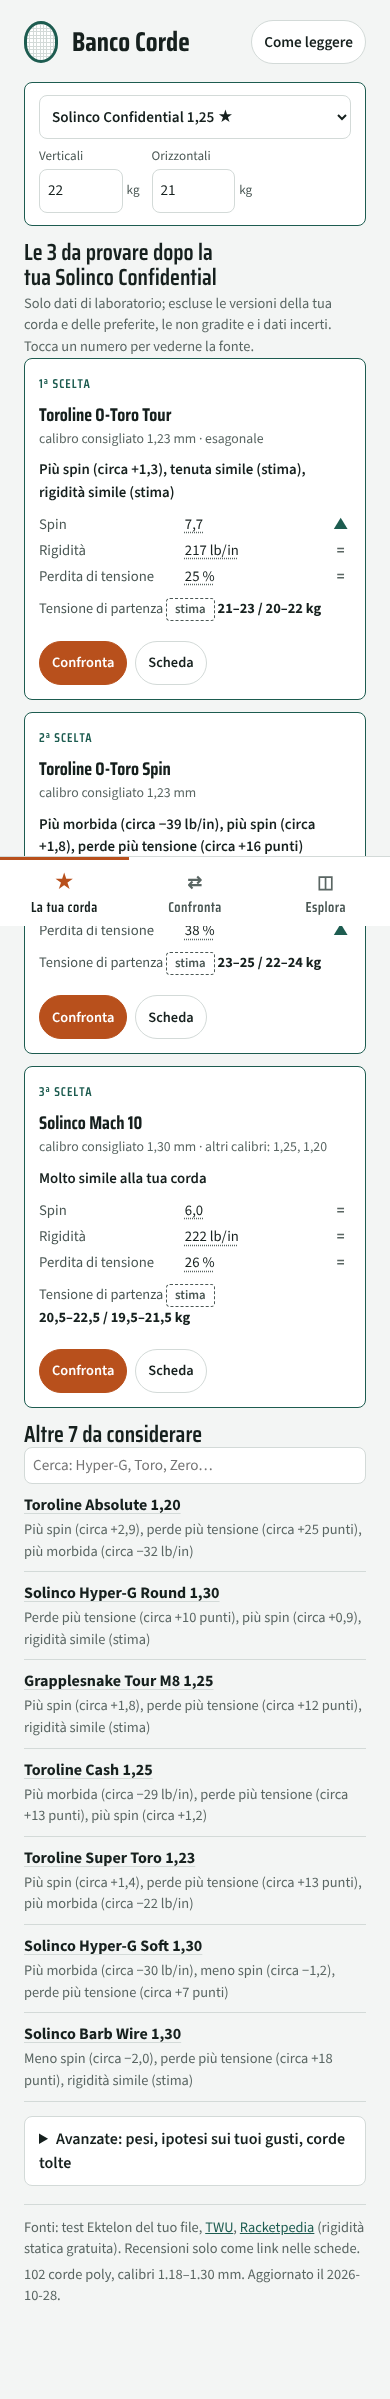 Banco Corde
Come leggere
Solinco Confidential 1,25 ★
Verticali
Orizzontali
22 kg
21 kg
Le 3 da provare dopo la
tua Solinco Confidential
Solo dati di laboratorio; escluse le versioni della tua
corda e delle preferite, le non gradite e i dati incerti.
Tocca un numero per vederne la fonte.
1ª SCELTA
Toroline O-Toro Tour
calibro consigliato 1,23 mm · esagonale
Più spin (circa +1,3), tenuta simile (stima),
rigidità simile (stima)
Spin 7,7 ▲
Rigidità 217 lb/in =
Perdita di tensione 25 % =
Tensione di partenza stima 21–23 / 20–22 kg
Confronta
Scheda
2ª SCELTA
Toroline O-Toro Spin
calibro consigliato 1,23 mm
Più morbida (circa −39 lb/in), più spin (circa
+1,8), perde più tensione (circa +16 punti)
★ La tua corda
⇄ Confronta
Esplora
Perdita di tensione 38 % ▲
Tensione di partenza stima 23–25 / 22–24 kg
Confronta
Scheda
3ª SCELTA
Solinco Mach 10
calibro consigliato 1,30 mm · altri calibri: 1,25, 1,20
Molto simile alla tua corda
Spin 6,0 =
Rigidità 222 lb/in =
Perdita di tensione 26 % =
Tensione di partenza stima
20,5–22,5 / 19,5–21,5 kg
Confronta
Scheda
Altre 7 da considerare
Cerca: Hyper-G, Toro, Zero…
Toroline Absolute 1,20
Più spin (circa +2,9), perde più tensione (circa +25 punti),
più morbida (circa −32 lb/in)
Solinco Hyper-G Round 1,30
Perde più tensione (circa +10 punti), più spin (circa +0,9),
rigidità simile (stima)
Grapplesnake Tour M8 1,25
Più spin (circa +1,8), perde più tensione (circa +12 punti),
rigidità simile (stima)
Toroline Cash 1,25
Più morbida (circa −29 lb/in), perde più tensione (circa
+13 punti), più spin (circa +1,2)
Toroline Super Toro 1,23
Più spin (circa +1,4), perde più tensione (circa +13 punti),
più morbida (circa −22 lb/in)
Solinco Hyper-G Soft 1,30
Più morbida (circa −30 lb/in), meno spin (circa −1,2),
perde più tensione (circa +7 punti)
Solinco Barb Wire 1,30
Meno spin (circa −2,0), perde più tensione (circa +18
punti), rigidità simile (stima)
▶ Avanzate: pesi, ipotesi sui tuoi gusti, corde
tolte
Fonti: test Ektelon del tuo file, TWU, Racketpedia (rigidità
statica gratuita). Recensioni solo come link nelle schede.
102 corde poly, calibri 1.18–1.30 mm. Aggiornato il 2026-
10-28.